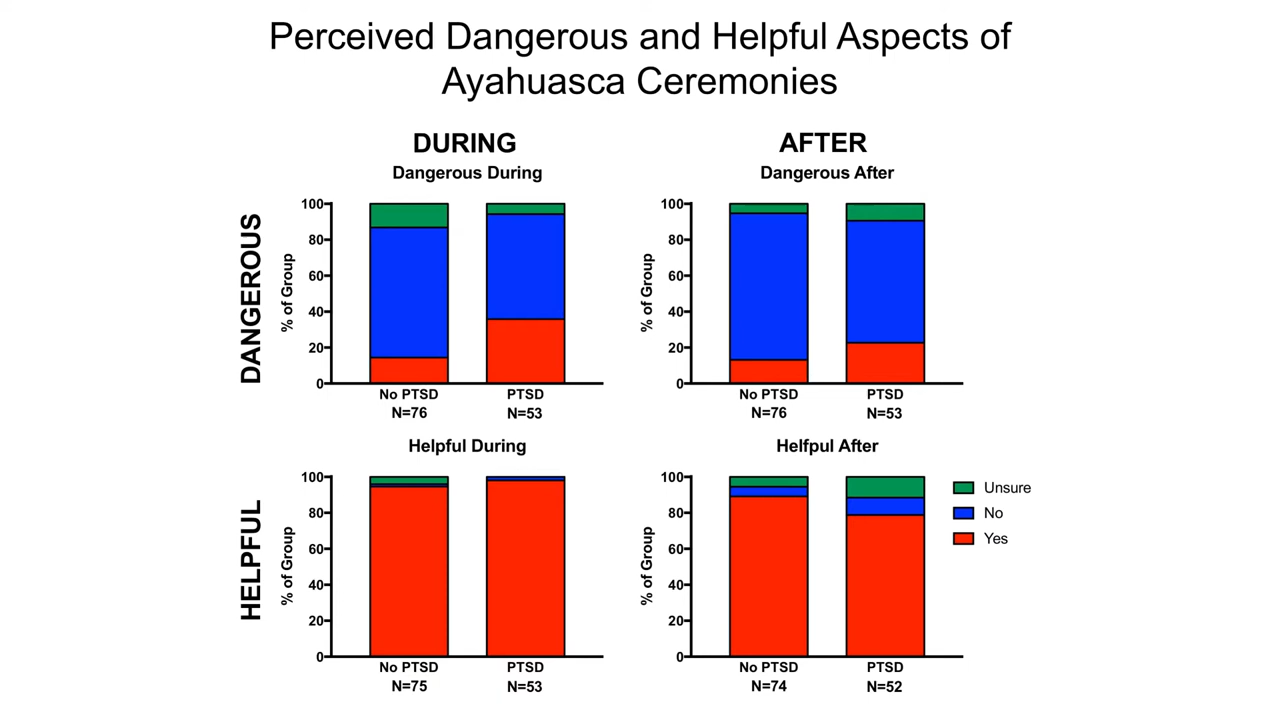 Perceived Dangerous and Helpful Aspects of
Ayahuasca Ceremonies
DURING
AFTER
DANGEROUS
Dangerous During
% of Group
100
80
60
40
20
0
No PTSD
N=76
PTSD
N=53
Dangerous After
% of Group
100
80
60
40
20
0
No PTSD
N=76
PTSD
N=53
HELPFUL
Helpful During
% of Group
100
80
60
40
20
0
No PTSD
N=75
PTSD
N=53
Helfpul After
% of Group
100
80
60
40
20
0
No PTSD
N=74
PTSD
N=52
Unsure
No
Yes